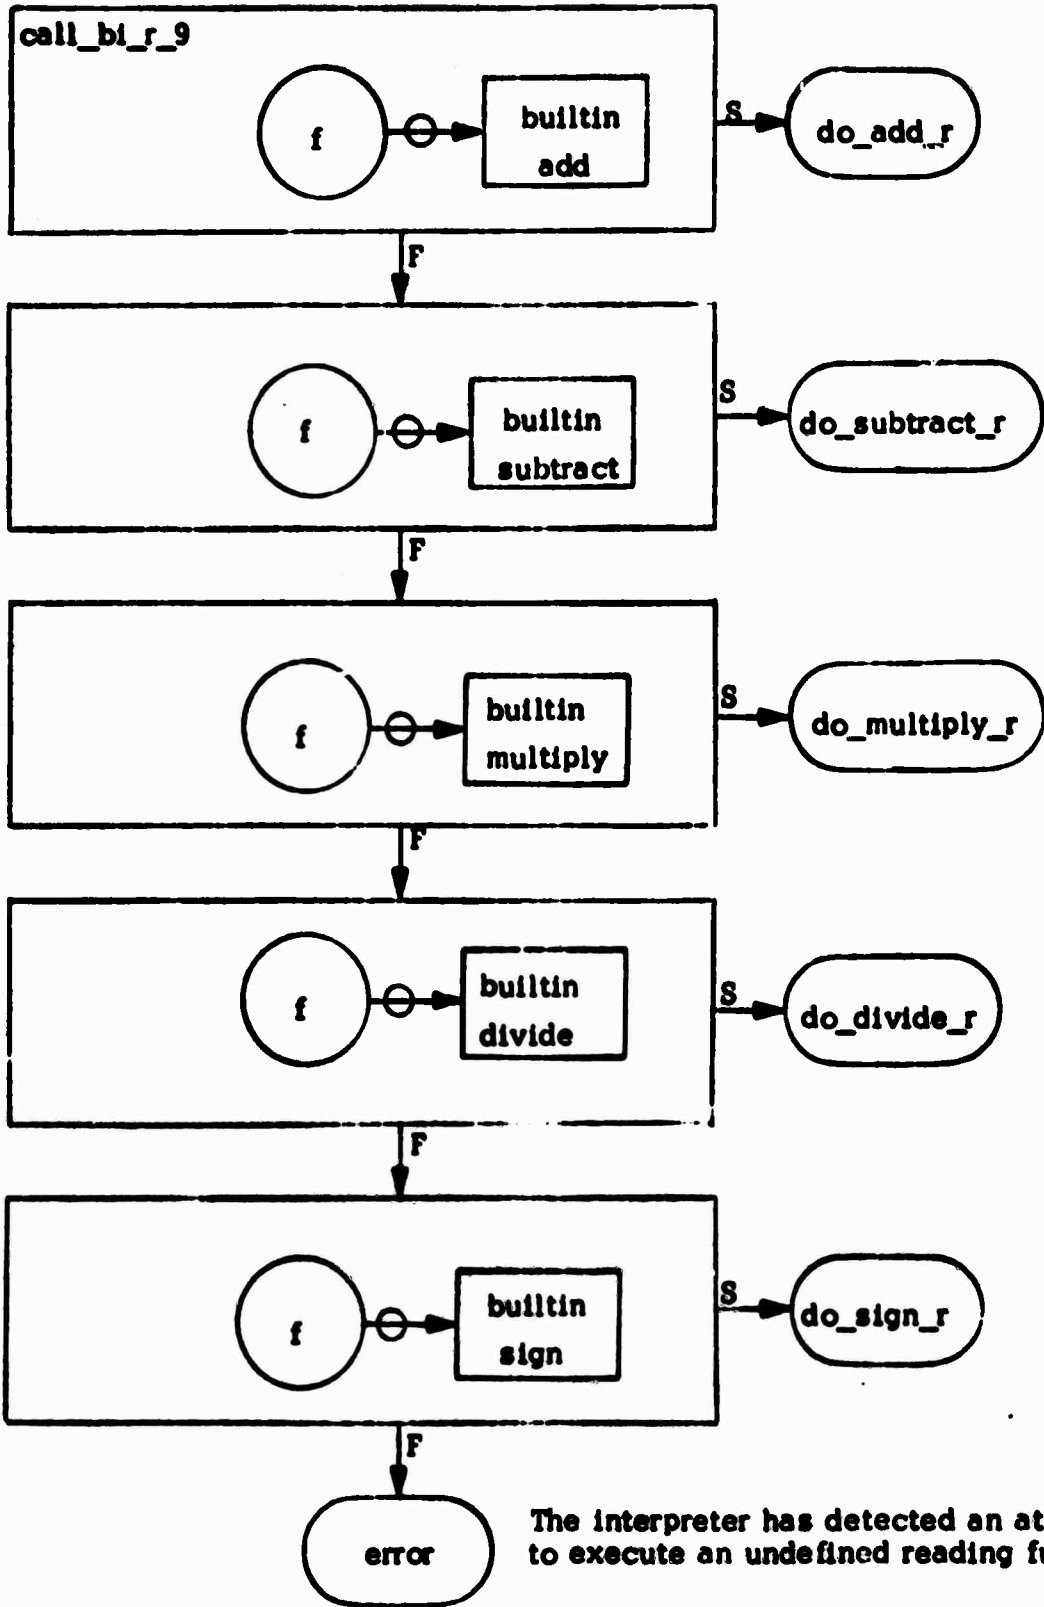 call_bi_r_9
f
builtin
add
S
do_add_r
F
f
builtin
subtract
S
do_subtract_r
F
f
builtin
multiply
S
do_multiply_r
F
f
builtin
divide
S
do_divide_r
F
f
builtin
sign
S
do_sign_r
F
error
The interpreter has detected an at
to execute an undefined reading fu